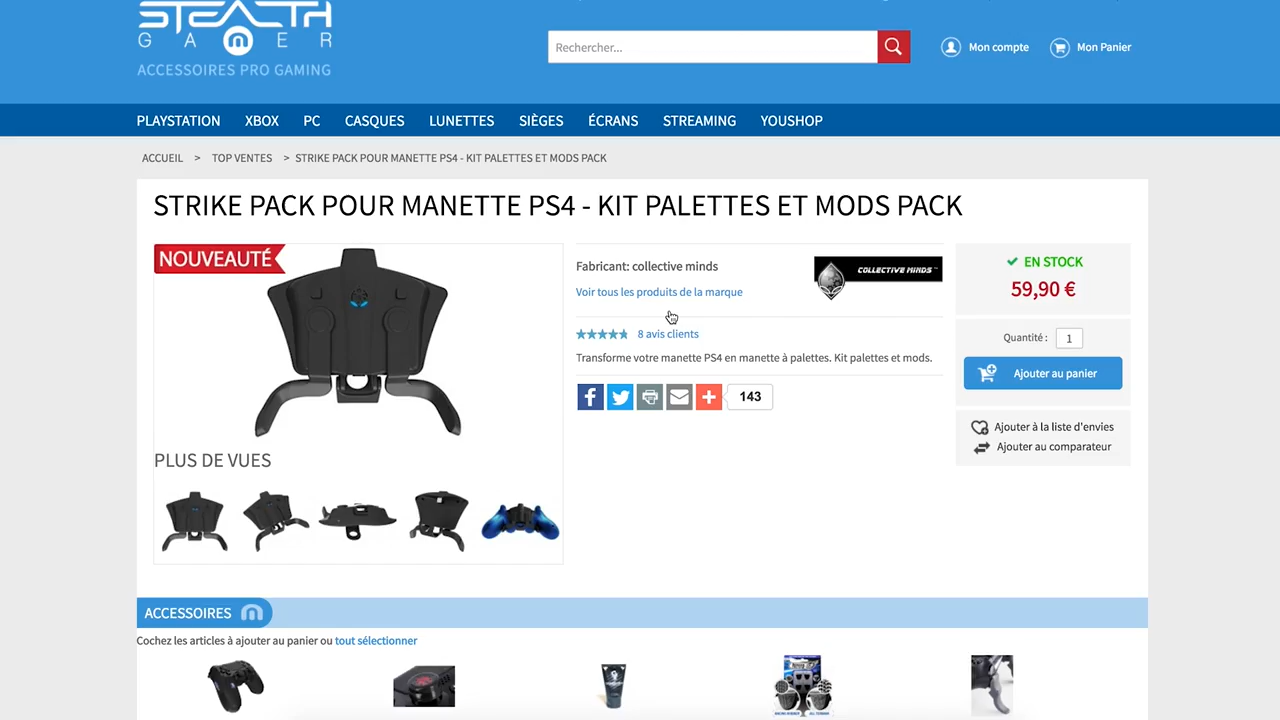 STEALTH
GAMER
ACCESSOIRES PRO GAMING
Rechercher...
Mon compte
Mon Panier
PLAYSTATION XBOX PC CASQUES LUNETTES SIÈGES ÉCRANS STREAMING YOUSHOP
ACCUEIL > TOP VENTES > STRIKE PACK POUR MANETTE PS4 - KIT PALETTES ET MODS PACK
STRIKE PACK POUR MANETTE PS4 - KIT PALETTES ET MODS PACK
NOUVEAUTÉ
PLUS DE VUES
Fabricant: collective minds
COLLECTIVE MINDS™
Voir tous les produits de la marque
8 avis clients
Transforme votre manette PS4 en manette à palettes. Kit palettes et mods.
143
EN STOCK
59,90 €
Quantité : 1
Ajouter au panier
Ajouter à la liste d'envies
Ajouter au comparateur
ACCESSOIRES
Cochez les articles à ajouter au panier ou tout sélectionner